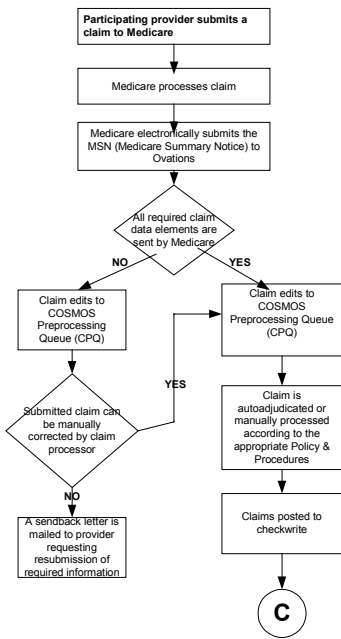 Participating provider submits a
claim to Medicare
Medicare processes claim
Medicare electronically submits the
MSN (Medicare Summary Notice) to
Ovations
All required claim
data elements are
sent by Medicare
NO
YES
Claim edits to
COSMOS
Preprocessing
Queue (CPQ)
Claim edits to
COSMOS
Preprocessing Queue
(CPQ)
YES
Submitted claim can
be manually
corrected by claim
processor
Claim is
autoadjudicated or
manually processed
according to the
appropriate Policy &
Procedures
NO
A sendback letter is
mailed to provider
requesting
resubmission of
required information
Claims posted to
checkwrite
C